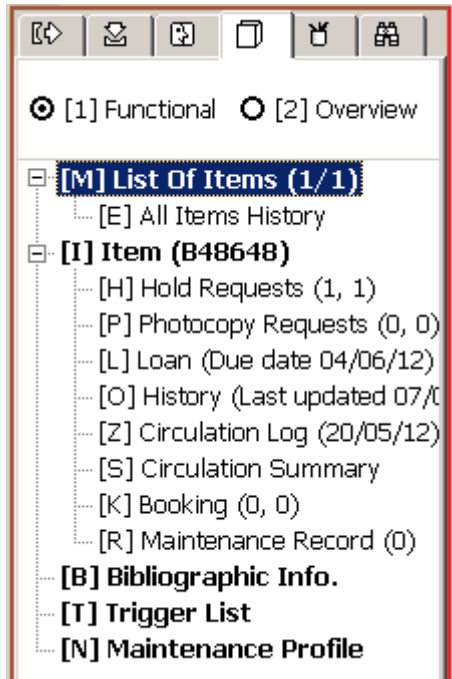 [1] Functional [2] Overview
[M] List Of Items (1/1)
[E] All Items History
[I] Item (B48648)
[H] Hold Requests (1, 1)
[P] Photocopy Requests (0, 0)
[L] Loan (Due date 04/06/12)
[O] History (Last updated 07/0
[Z] Circulation Log (20/05/12)
[S] Circulation Summary
[K] Booking (0, 0)
[R] Maintenance Record (0)
[B] Bibliographic Info.
[T] Trigger List
[N] Maintenance Profile